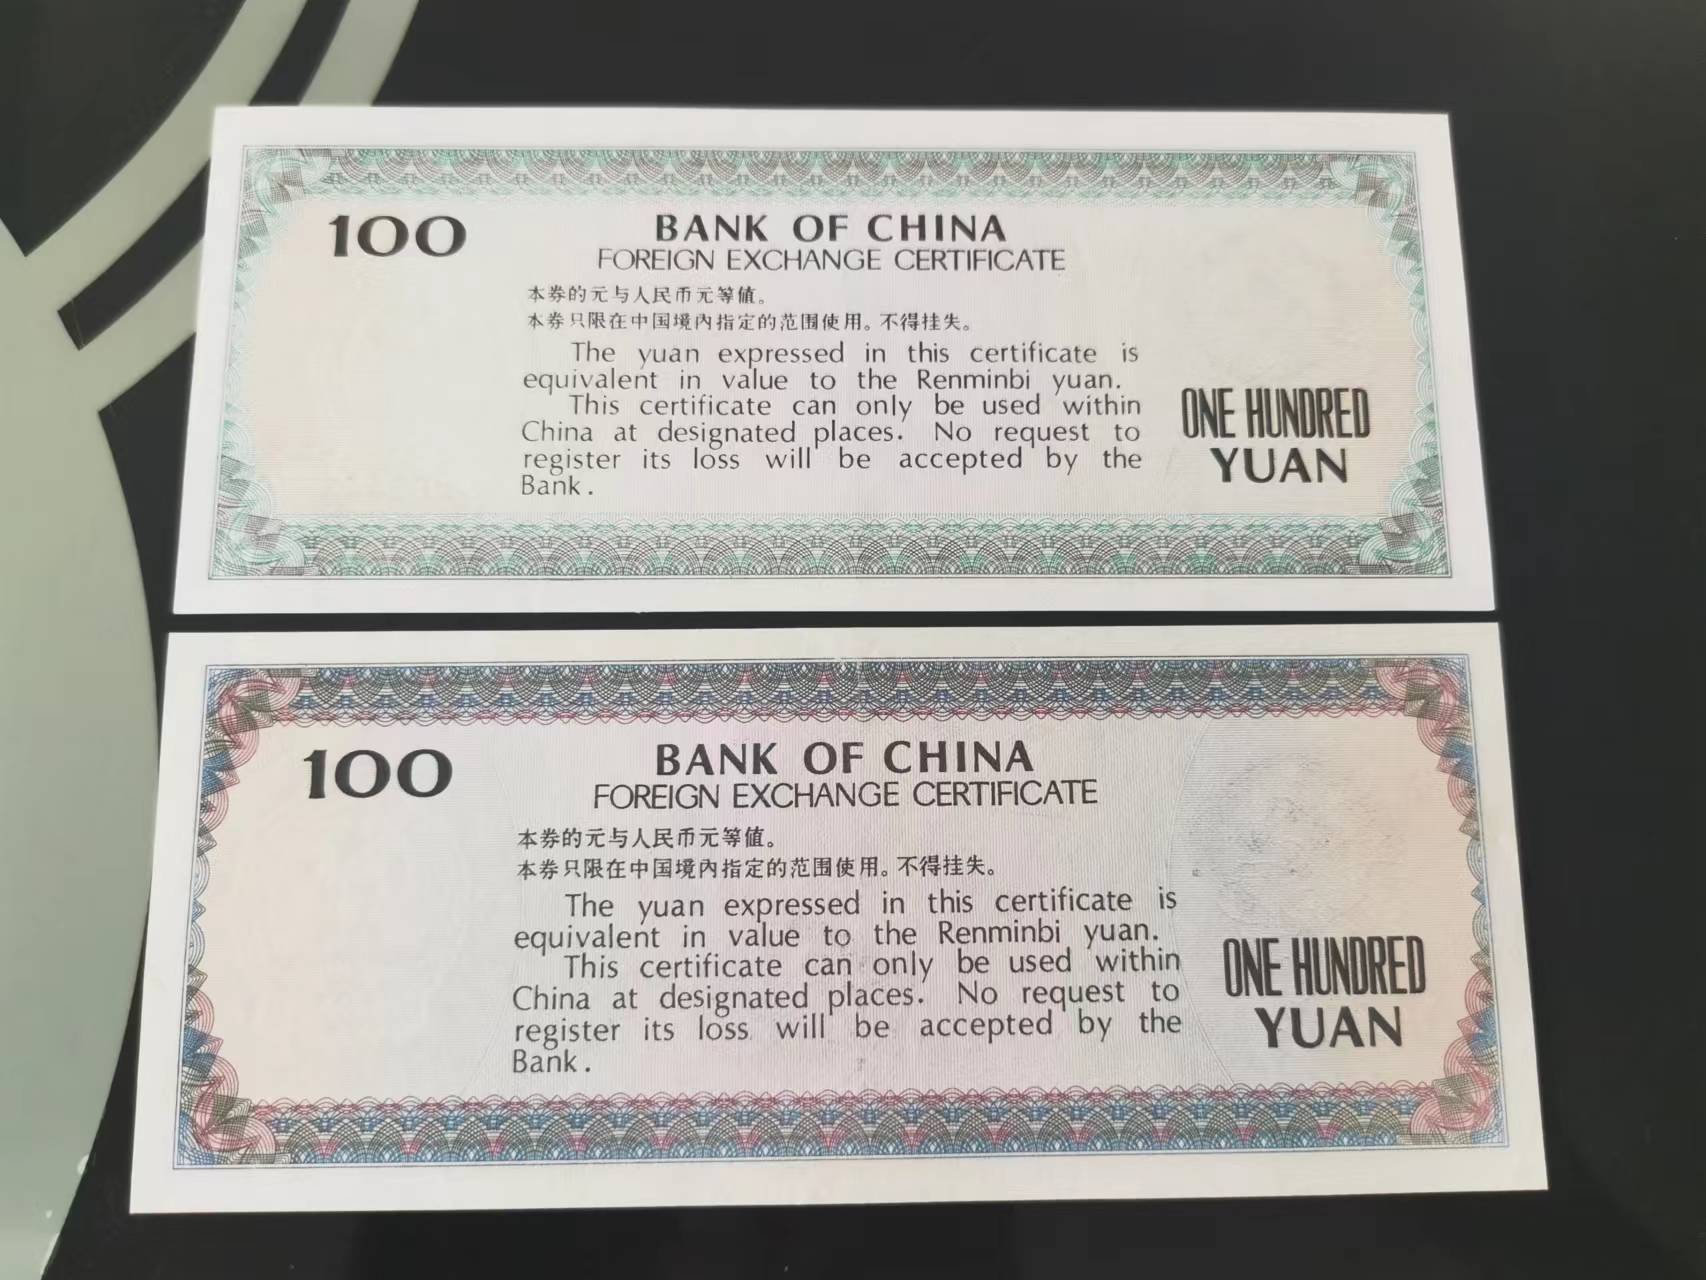 100
BANK OF CHINA
FOREIGN EXCHANGE CERTIFICATE
本券的元与人民币元等值。
本券只限在中国境内指定的范围使用。不得挂失。
The yuan expressed in this certificate is
equivalent in value to the Renminbi yuan.
This certificate can only be used within
China at designated places. No request to
register its loss will be accepted by the
Bank.
ONE HUNDRED
YUAN
100
BANK OF CHINA
FOREIGN EXCHANGE CERTIFICATE
本券的元与人民币元等值。
本券只限在中国境内指定的范围使用。不得挂失。
The yuan expressed in this certificate is
equivalent in value to the Renminbi yuan.
This certificate can only be used within
China at designated places. No request to
register its loss will be accepted by the
Bank.
ONE HUNDRED
YUAN